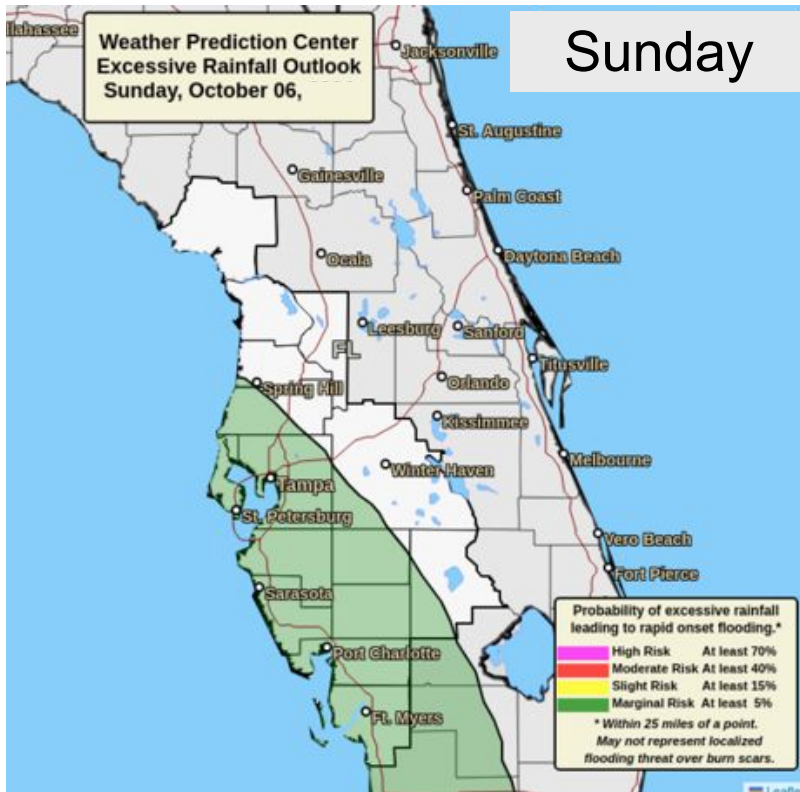 Sunday
Weather Prediction Center
Excessive Rainfall Outlook
Sunday, October 06,
Jacksonville
St. Augustine
Gainesville
Palm Coast
Ocala
Daytona Beach
Leesburg
Sanford
FL
Titusville
Spring Hill
Orlando
Kissimmee
Winter Haven
Melbourne
Tampa
St. Petersburg
Vero Beach
Fort Pierce
Sarasota
Port Charlotte
Ft. Myers
Probability of excessive rainfall
leading to rapid onset flooding.*
High Risk At least 70%
Moderate Risk At least 40%
Slight Risk At least 15%
Marginal Risk At least 5%
* Within 25 miles of a point.
May not represent localized
flooding threat over burn scars.